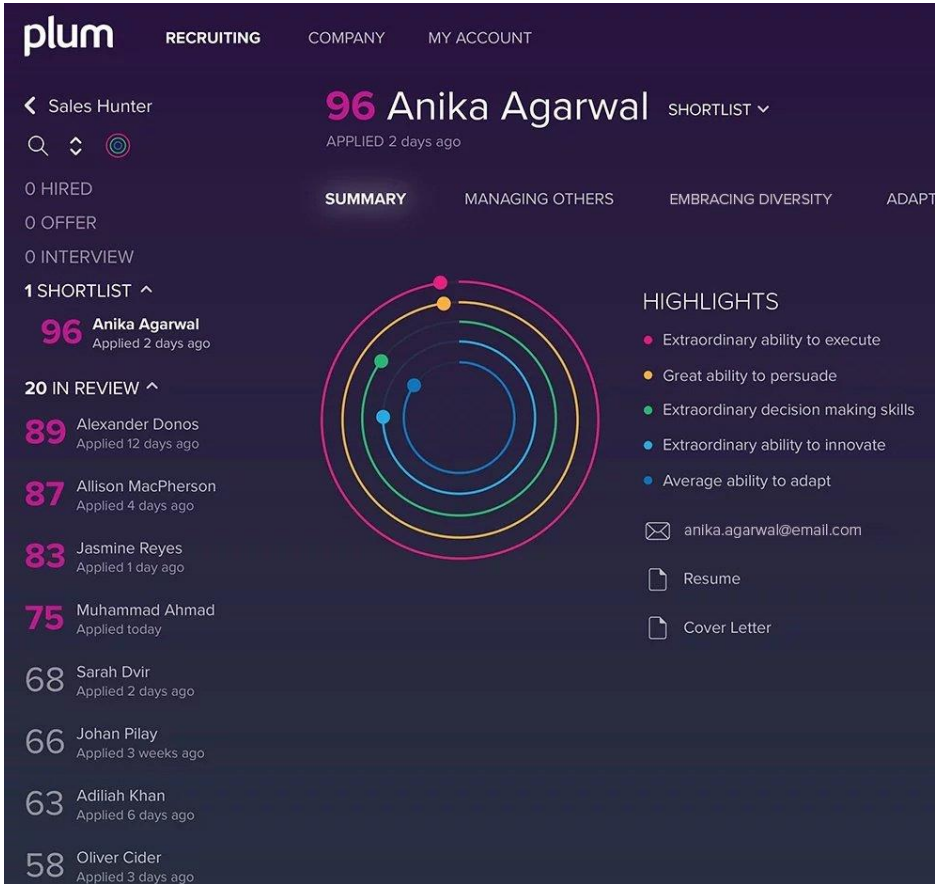 plum RECRUITING COMPANY MY ACCOUNT
Sales Hunter
0 HIRED
0 OFFER
0 INTERVIEW
1 SHORTLIST
96 Anika Agarwal
Applied 2 days ago
20 IN REVIEW
89 Alexander Donos
Applied 12 days ago
87 Allison MacPherson
Applied 4 days ago
83 Jasmine Reyes
Applied 1 day ago
75 Muhammad Ahmad
Applied today
68 Sarah Dvir
Applied 2 days ago
66 Johan Pilay
Applied 3 weeks ago
63 Adiliah Khan
Applied 6 days ago
58 Oliver Cider
Applied 3 days ago
96 Anika Agarwal SHORTLIST
APPLIED 2 days ago
SUMMARY MANAGING OTHERS EMBRACING DIVERSITY ADAPT
HIGHLIGHTS
Extraordinary ability to execute
Great ability to persuade
Extraordinary decision making skills
Extraordinary ability to innovate
Average ability to adapt
anika.agarwal@email.com
Resume
Cover Letter